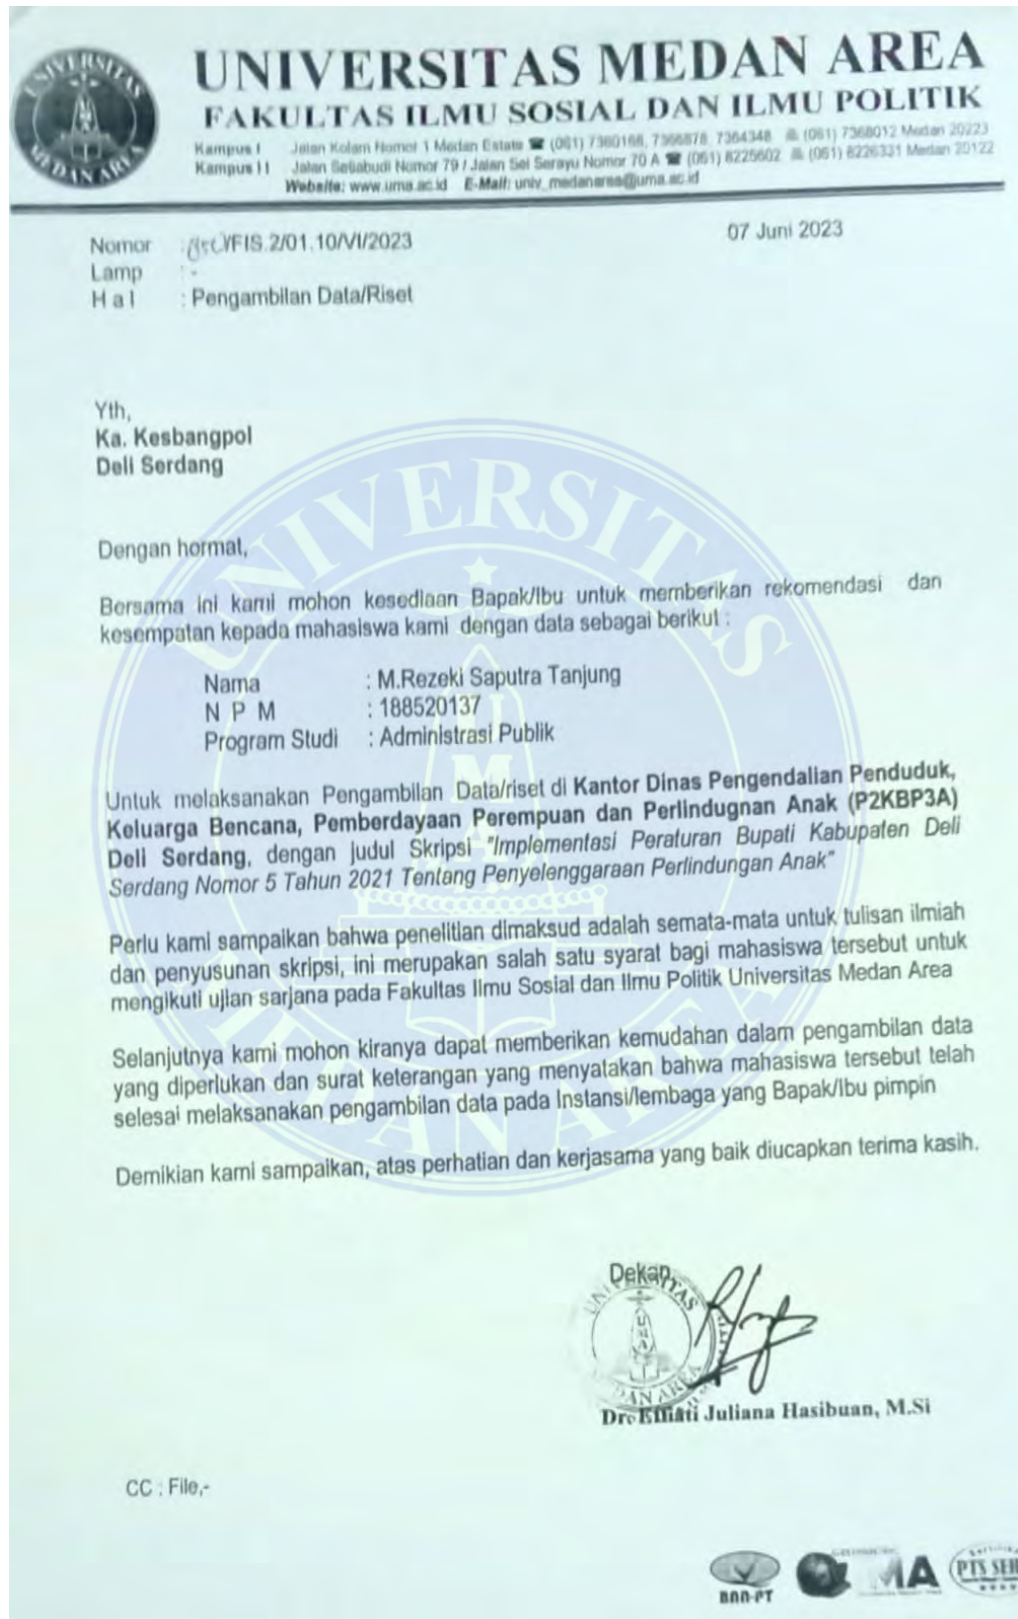 UNIVERSITAS MEDAN AREA
UNIVERSITAS MEDAN AREA
FAKULTAS ILMU SOSIAL DAN ILMU POLITIK
Kampus I Jalan Kolam Nomor 1 Medan Estate ☎ (061) 7360168, 7366878, 7364348 (061) 7368012 Medan 20223
Kampus II Jalan Setiabudi Nomor 79 / Jalan Sei Serayu Nomor 70 A ☎ (061) 8225602 (061) 8226331 Medan 20122
Website: www.uma.ac.id E-Mail: univ_medanarea@uma.ac.id
07 Juni 2023
Nomor : /FIS.2/01.10/VI/2023
Lamp : -
H a l : Pengambilan Data/Riset
Yth,
Ka. Kesbangpol
Deli Serdang
Dengan hormat,
Bersama ini kami mohon kesediaan Bapak/Ibu untuk memberikan rekomendasi dan
kesempatan kepada mahasiswa kami dengan data sebagai berikut :
Nama : M.Rezeki Saputra Tanjung
N P M : 188520137
Program Studi : Administrasi Publik
Untuk melaksanakan Pengambilan Data/riset di Kantor Dinas Pengendalian Penduduk,
Keluarga Bencana, Pemberdayaan Perempuan dan Perlindugnan Anak (P2KBP3A)
Deli Serdang, dengan judul Skripsi "Implementasi Peraturan Bupati Kabupaten Deli
Serdang Nomor 5 Tahun 2021 Tentang Penyelenggaraan Perlindungan Anak"
Perlu kami sampaikan bahwa penelitian dimaksud adalah semata-mata untuk tulisan ilmiah
dan penyusunan skripsi, ini merupakan salah satu syarat bagi mahasiswa tersebut untuk
mengikuti ujian sarjana pada Fakultas Ilmu Sosial dan Ilmu Politik Universitas Medan Area
Selanjutnya kami mohon kiranya dapat memberikan kemudahan dalam pengambilan data
yang diperlukan dan surat keterangan yang menyatakan bahwa mahasiswa tersebut telah
selesai melaksanakan pengambilan data pada Instansi/lembaga yang Bapak/Ibu pimpin
Demikian kami sampaikan, atas perhatian dan kerjasama yang baik diucapkan terima kasih.
Dekan
Dr. Effiati Juliana Hasibuan, M.Si
CC : File,-
UNIVERSITAS MEDAN AREA
UMA
BAN-PT
MA
PTS